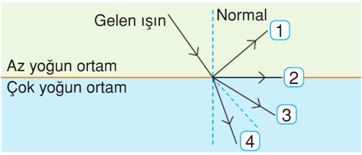 Normal
Gelen ışın
1
Az yoğun ortam
2
Çok yoğun ortam
3
4